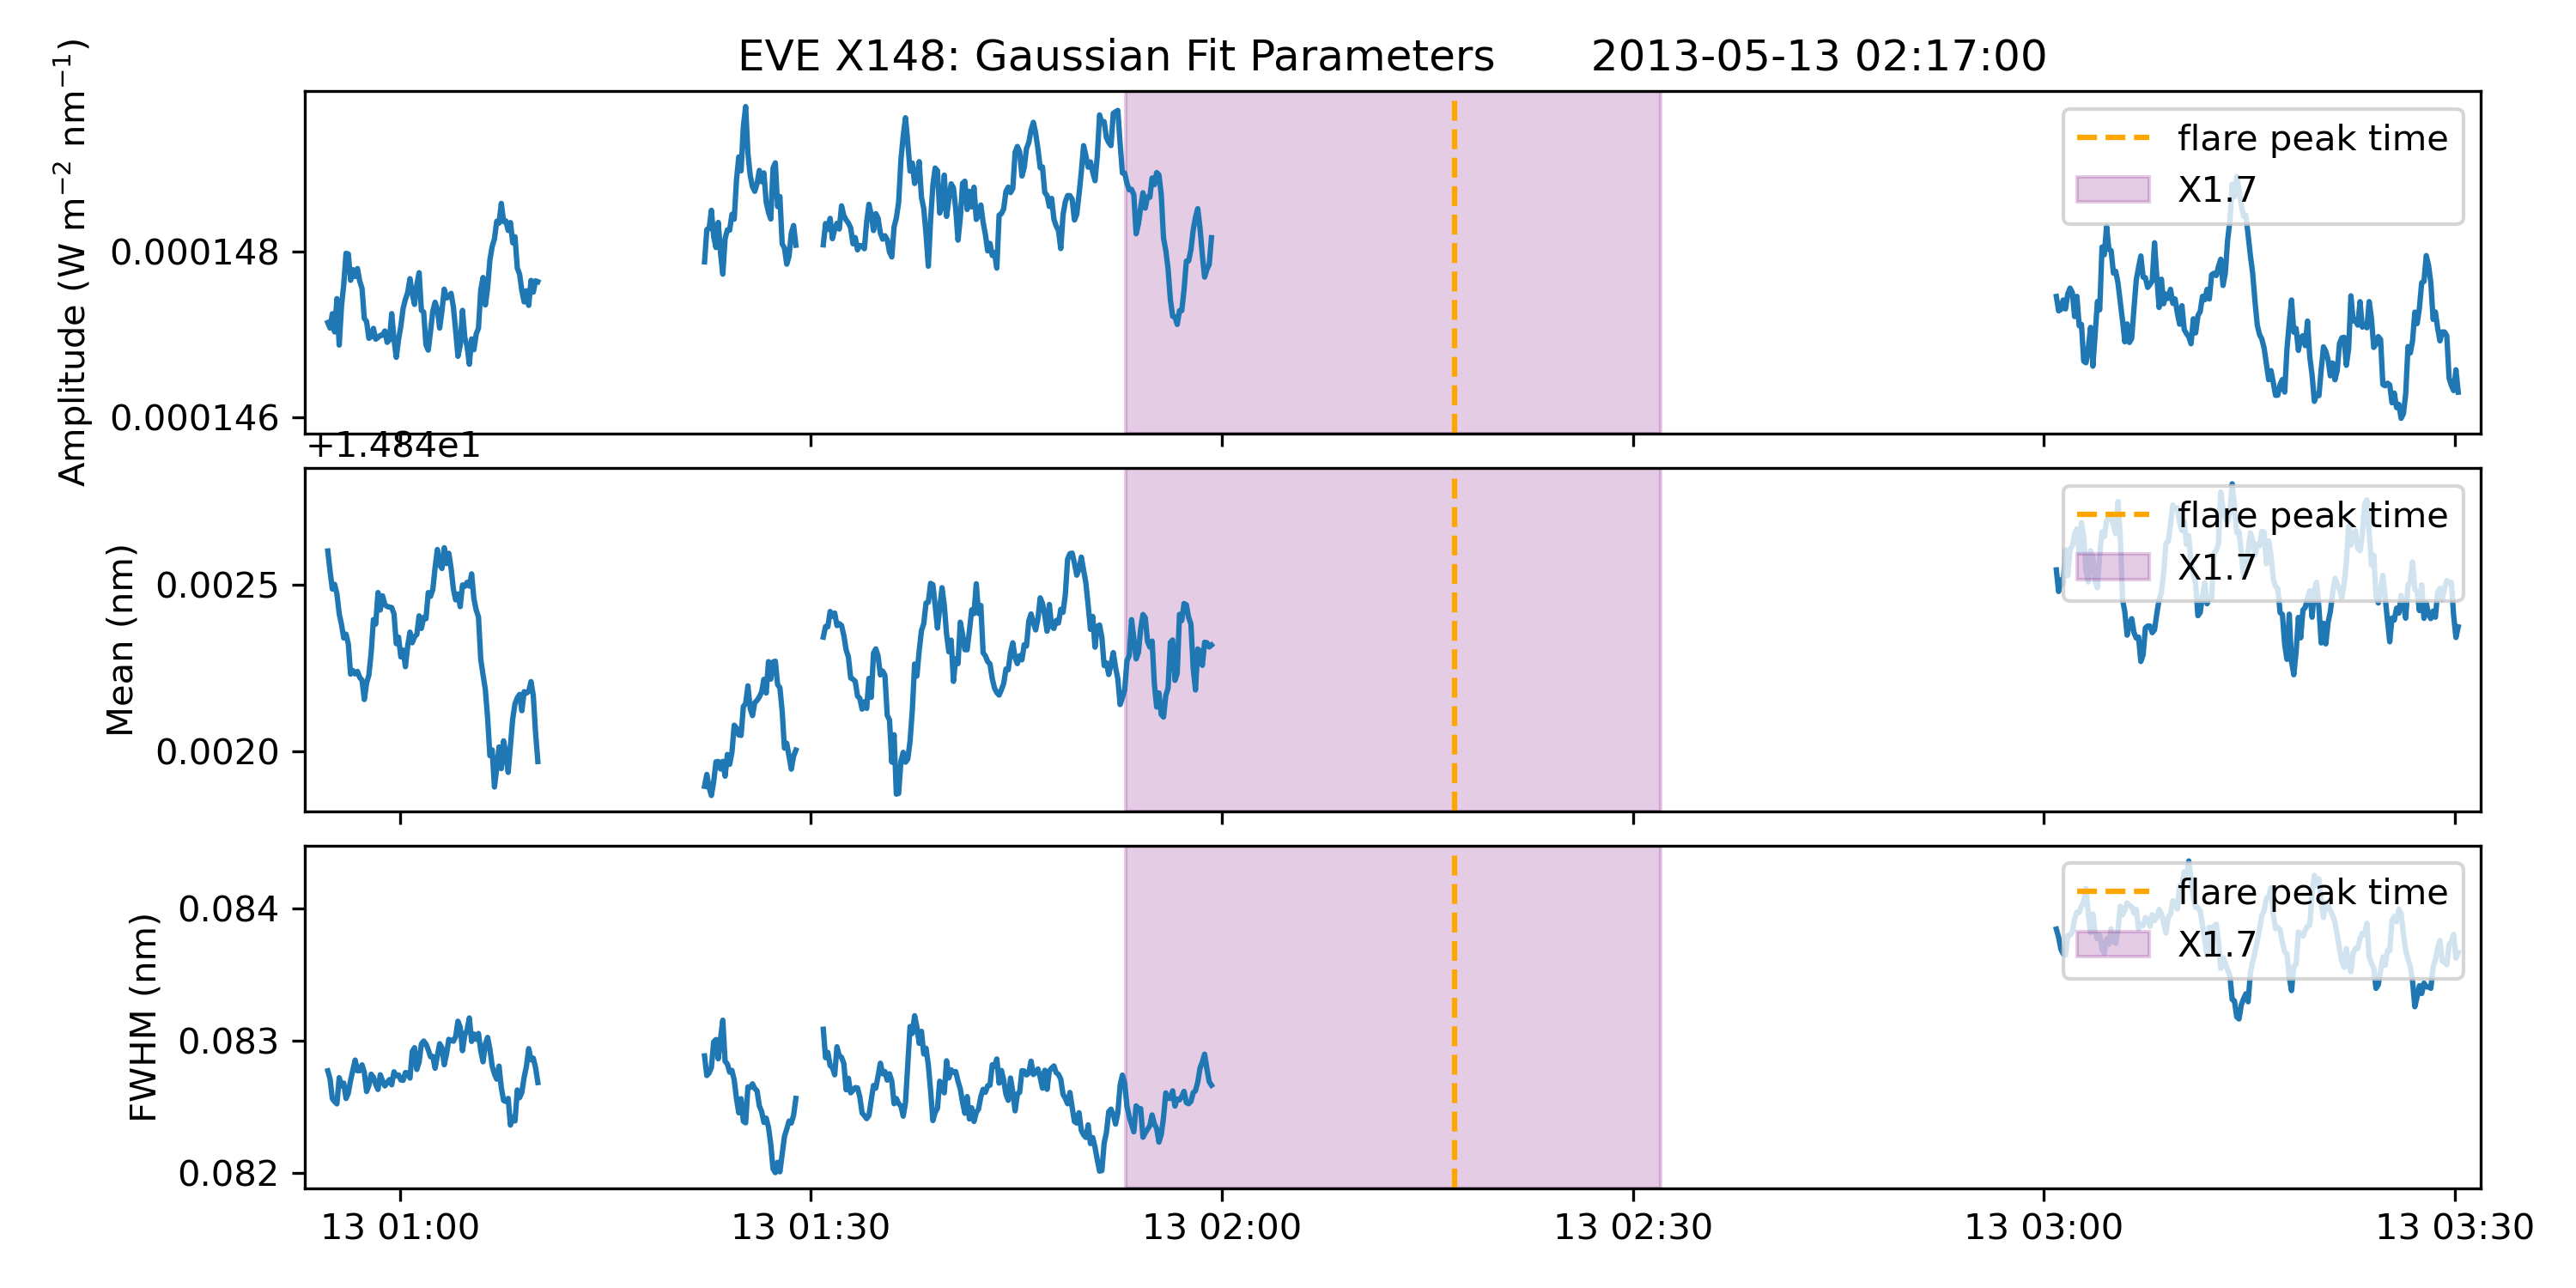 EVE X148: Gaussian Fit Parameters 2013-05-13 02:17:00
Amplitude (W m⁻² nm⁻¹)
0.000148
0.000146
flare peak time
X1.7
+1.484e1
Mean (nm)
0.0025
0.0020
flare peak time
X1.7
FWHM (nm)
0.084
0.083
0.082
flare peak time
X1.7
13 01:00 13 01:30 13 02:00 13 02:30 13 03:00 13 03:30